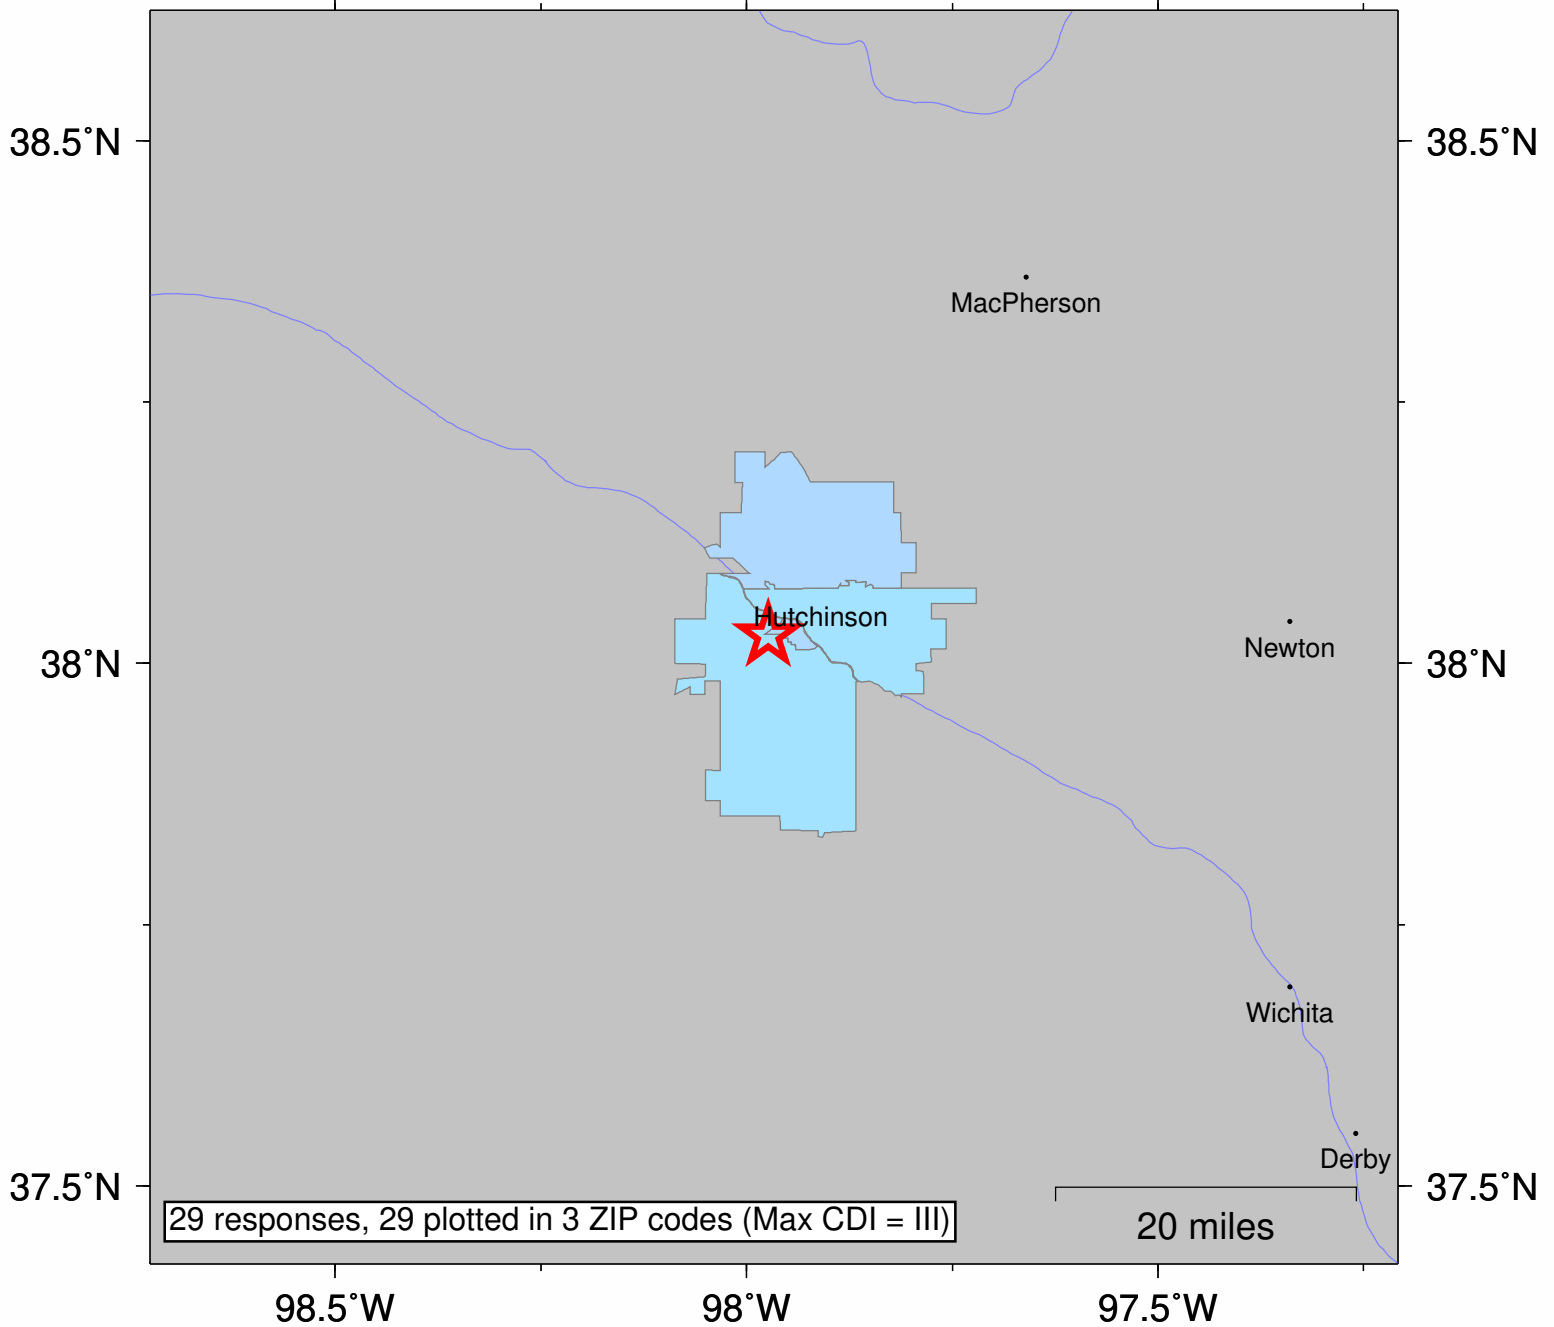 38.5˚N
38.5˚N
MacPherson
Hutchinson
38˚N
Newton
38˚N
Wichita
Derby
37.5˚N
37.5˚N
29 responses, 29 plotted in 3 ZIP codes (Max CDI = III)
20 miles
98.5˚W
98˚W
97.5˚W